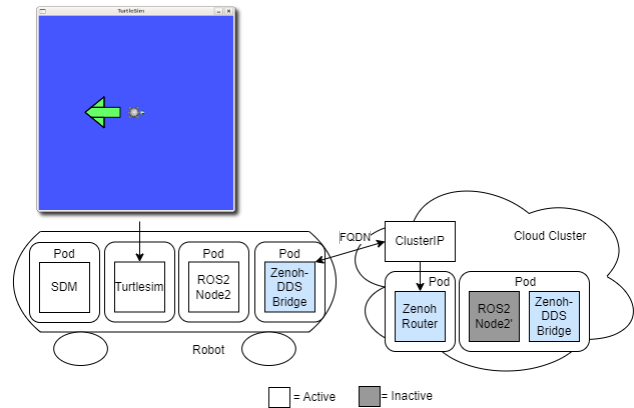 TurtleSim
Pod
SDM
Turtlesim
Pod
ROS2
Node2
Pod
Zenoh-
DDS
Bridge
Robot
FQDN
ClusterIP
Cloud Cluster
Pod
Zenoh
Router
Pod
ROS2
Node2'
Zenoh-
DDS
Bridge
= Active
= Inactive